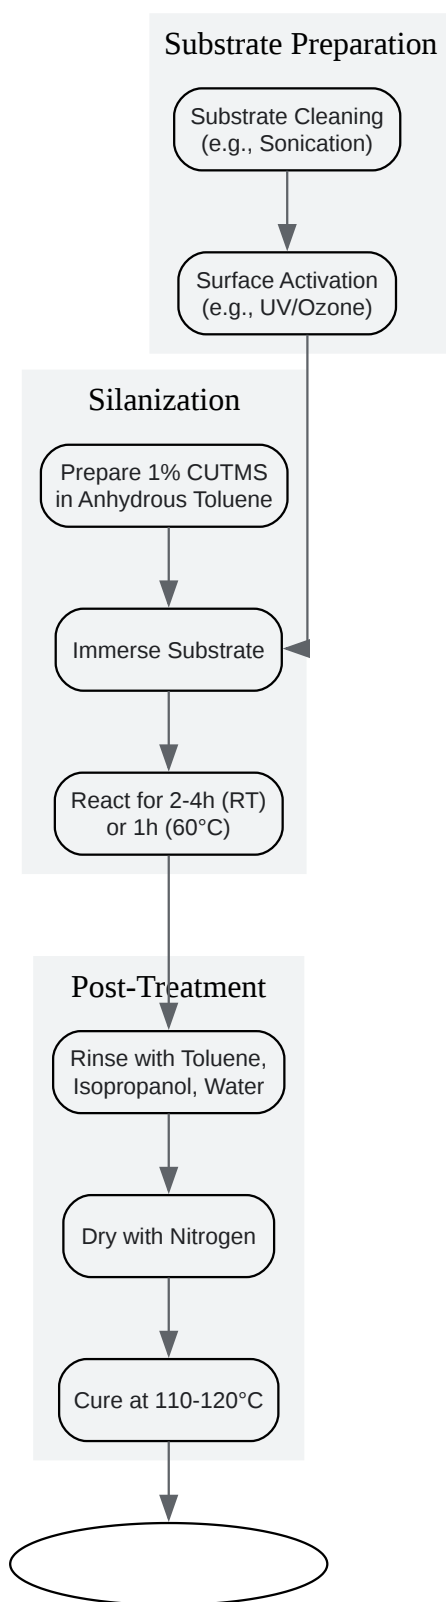 Substrate Preparation
Substrate Cleaning
(e.g., Sonication)
Surface Activation
(e.g., UV/Ozone)
Silanization
Prepare 1% CUTMS
in Anhydrous Toluene
Immerse Substrate
React for 2-4h (RT)
or 1h (60°C)
Post-Treatment
Rinse with Toluene,
Isopropanol, Water
Dry with Nitrogen
Cure at 110-120°C